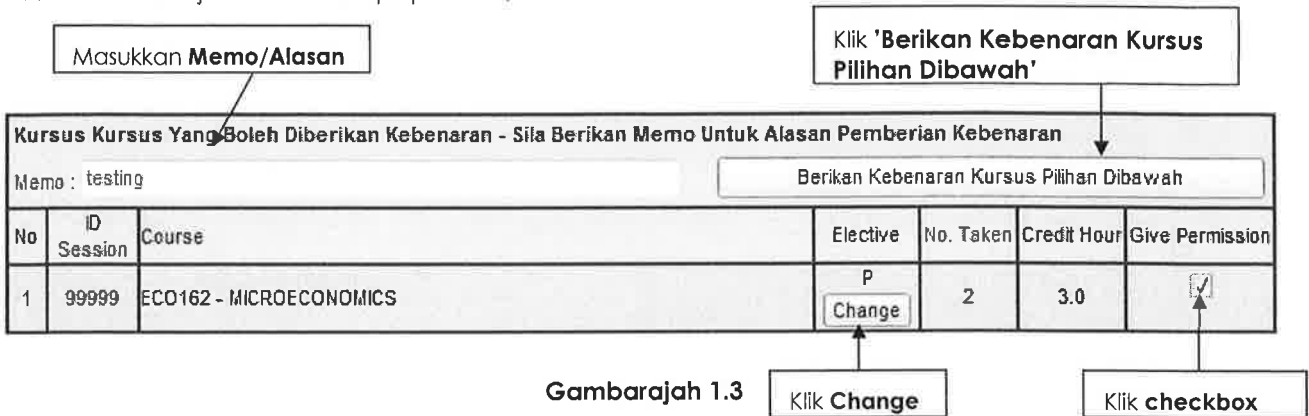 Masukkan Memo/Alasan
Klik 'Berikan Kebenaran Kursus
Pilihan Dibawah'
Kursus Kursus Yang Boleh Diberikan Kebenaran - Sila Berikan Memo Untuk Alasan Pemberian Kebenaran
Memo : testing
Berikan Kebenaran Kursus Pilihan Dibawah
No ID Session Course Elective No. Taken Credit Hour Give Permission
1 99999 ECO162 - MICROECONOMICS P Change 2 3.0
Gambarajah 1.3
Klik Change
Klik checkbox